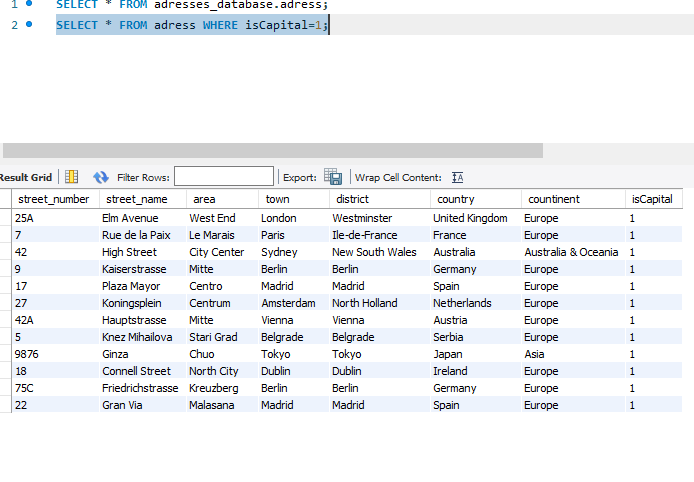 1 SELECT * FROM adresses_database.adress;
2 SELECT * FROM adress WHERE isCapital=1;
Result Grid Filter Rows: Export: Wrap Cell Content:
street_number street_name area town district country countinent isCapital
25A Elm Avenue West End London Westminster United Kingdom Europe 1
7 Rue de la Paix Le Marais Paris Ile-de-France France Europe 1
42 High Street City Center Sydney New South Wales Australia Australia & Oceania 1
9 Kaiserstrasse Mitte Berlin Berlin Germany Europe 1
17 Plaza Mayor Centro Madrid Madrid Spain Europe 1
27 Koningsplein Centrum Amsterdam North Holland Netherlands Europe 1
42A Hauptstrasse Mitte Vienna Vienna Austria Europe 1
5 Knez Mihailova Stari Grad Belgrade Belgrade Serbia Europe 1
9876 Ginza Chuo Tokyo Tokyo Japan Asia 1
18 Connell Street North City Dublin Dublin Ireland Europe 1
75C Friedrichstrasse Kreuzberg Berlin Berlin Germany Europe 1
22 Gran Via Malasana Madrid Madrid Spain Europe 1